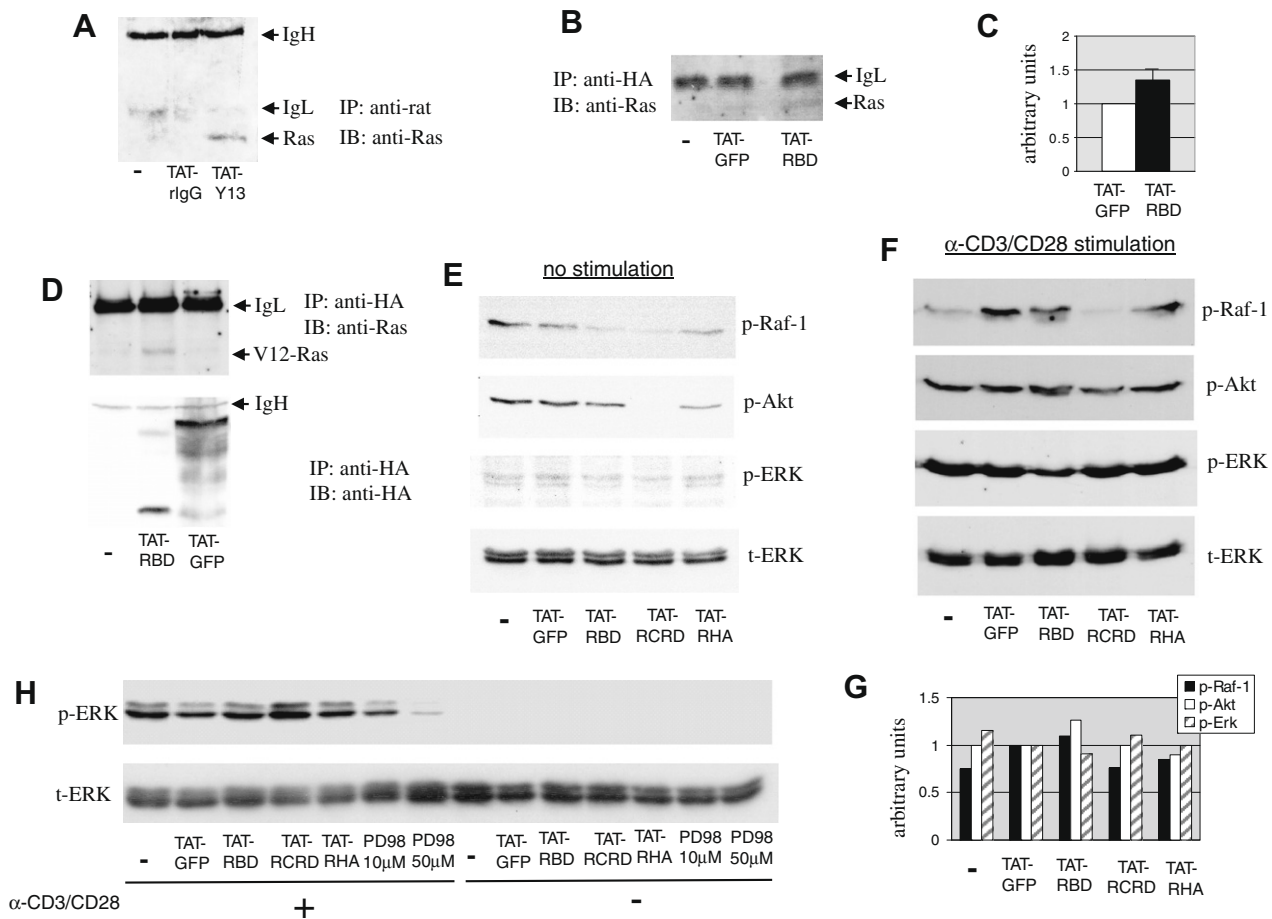 A
IgH
IgL
IP: anti-rat
Ras
IB: anti-Ras
-
TAT-
rIgG
TAT-
Y13
B
IP: anti-HA
IB: anti-Ras
IgL
Ras
-
TAT-
GFP
TAT-
RBD
C
arbitrary units
2
1.5
1
0.5
0
TAT-
GFP
TAT-
RBD
D
IgL
IP: anti-HA
IB: anti-Ras
V12-Ras
IgH
IP: anti-HA
IB: anti-HA
-
TAT-
RBD
TAT-
GFP
E
no stimulation
p-Raf-1
p-Akt
p-ERK
t-ERK
-
TAT-
GFP
TAT-
RBD
TAT-
RCRD
TAT-
RHA
F
α-CD3/CD28 stimulation
p-Raf-1
p-Akt
p-ERK
t-ERK
-
TAT-
GFP
TAT-
RBD
TAT-
RCRD
TAT-
RHA
H
p-ERK
t-ERK
-
TAT-
GFP
TAT-
RBD
TAT-
RCRD
TAT-
RHA
PD98
10μM
PD98
50μM
-
TAT-
GFP
TAT-
RBD
TAT-
RCRD
TAT-
RHA
PD98
10μM
PD98
50μM
α-CD3/CD28
+
-
G
p-Raf-1
p-Akt
p-Erk
arbitrary units
1.5
1
0.5
0
-
TAT-
GFP
TAT-
RBD
TAT-
RCRD
TAT-
RHA